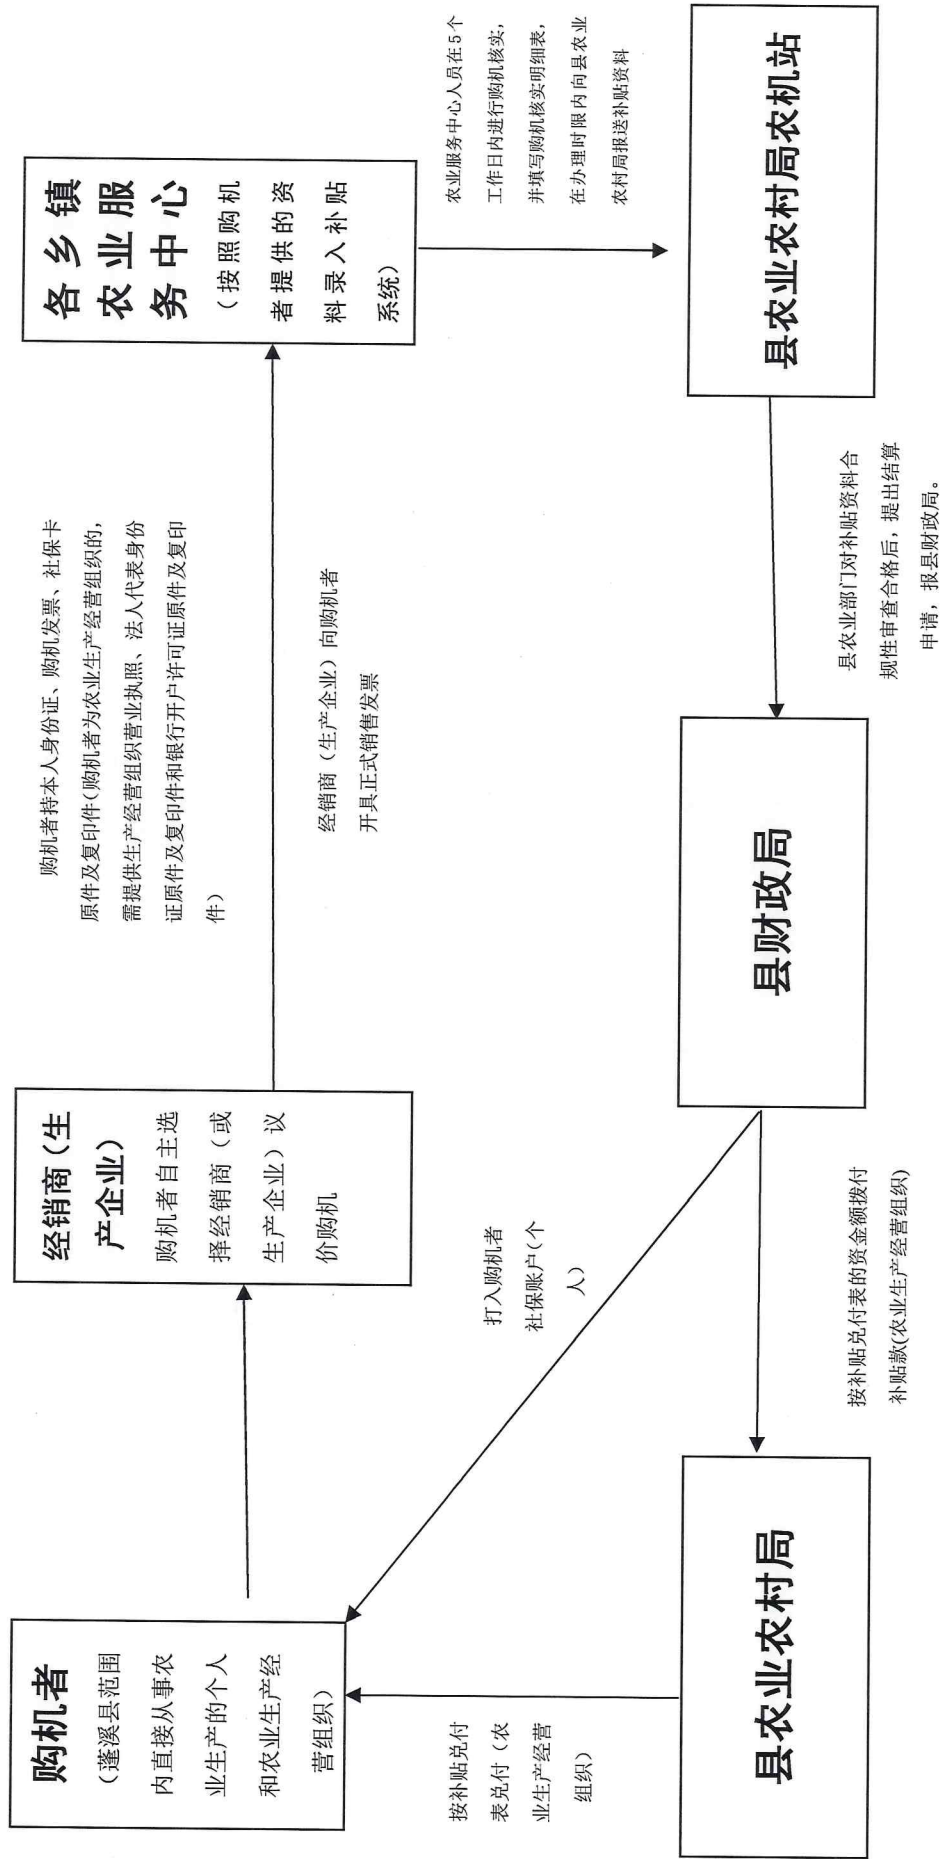 购机者
（蓬溪县范围
内直接从事农
业生产的个人
和农业生产经
营组织）
经销商（生
产企业）
购机者自主选
择经销商（或
生产企业）议
价购机
购机者持本人身份证、购机发票、社保卡
原件及复印件(购机者为农业生产经营组织的,
需提供生产经营组织营业执照、法人代表身份
证原件及复印件和银行开户许可证原件及复印
件）
经销商（生产企业）向购机者
开具正式销售发票
各乡镇
农业服
务中心
（按照购机
者提供的资
料录入补贴
系统）
农业服务中心人员在5个
工作日内进行购机核实，
并填写购机核实明细表，
在办理时限内向县农业
农村局报送补贴资料
县农业农村局农机站
县农业部门对补贴资料合
规性审查合格后，提出结算
申请，报县财政局。
县财政局
打入购机者
社保账户(个
人）
按补贴兑付表的资金额拨付
补贴款(农业生产经营组织)
县农业农村局
按补贴兑付
表兑付（农
业生产经营
组织）